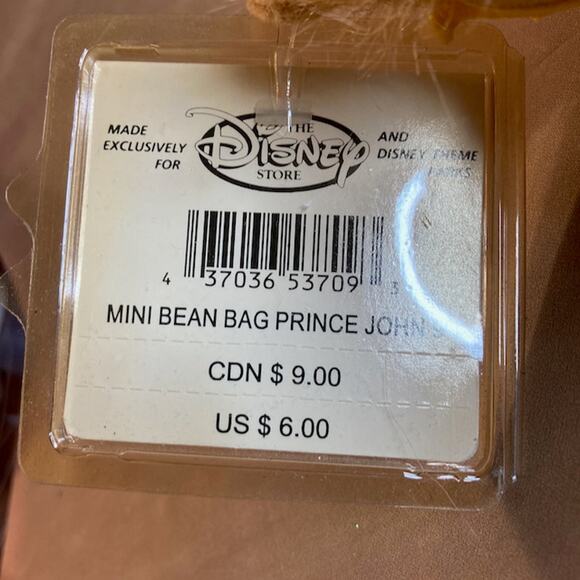 MADE
EXCLUSIVELY
FOR
THE
DISNEY
STORE
AND
DISNEY THEME
PARKS
4 37036 53709 3
MINI BEAN BAG PRINCE JOHN
CDN $ 9.00
US $ 6.00